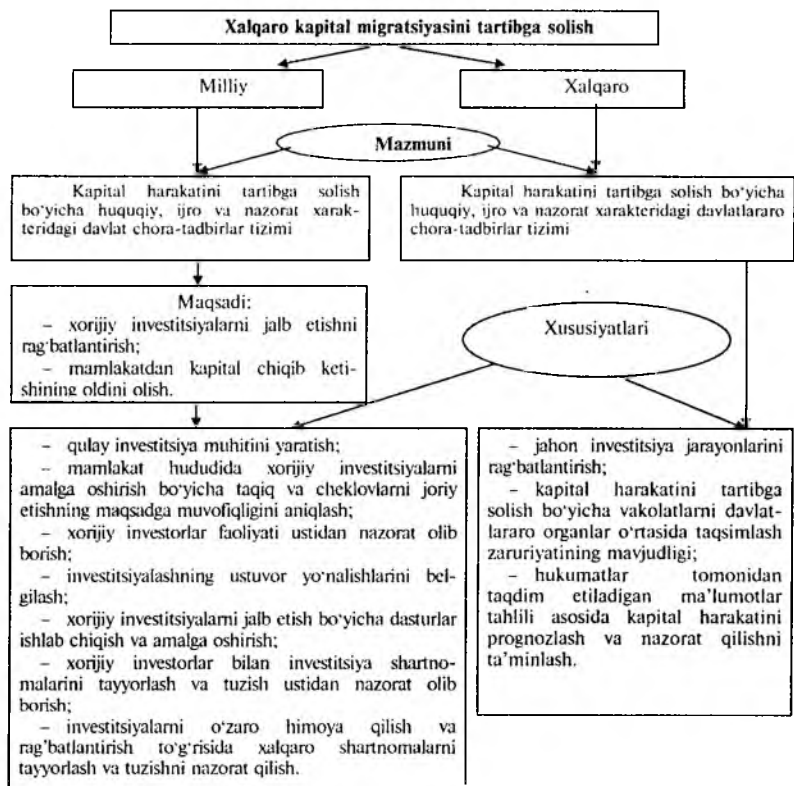 Xalqaro kapital migratsiyasini tartibga solish
Milliy
Xalqaro
Mazmuni
Kapital harakatini tartibga solish
bo'yicha huquqiy, ijro va nazorat xarak-
teridagi davlat chora-tadbirlar tizimi
Kapital harakatini tartibga solish bo'yicha
huquqiy, ijro va nazorat xarakteridagi davlatlararo
chora-tadbirlar tizimi
Maqsadi:
– xorijiy investitsiyalarni jalb etishni
rag'batlantirish;
– mamlakatdan kapital chiqib keti-
shining oldini olish.
Xususiyatlari
– qulay investitsiya muhitini yaratish;
– mamlakat hududida xorijiy investitsiyalarni
amalga oshirish bo'yicha taqiq va cheklovlarni joriy
etishning maqsadga muvofiqligini aniqlash;
– xorijiy investorlar faoliyati ustidan nazorat olib
borish;
– investitsiyalashning ustuvor yo'nalishlarini bel-
gilash;
– xorijiy investitsiyalarni jalb etish bo'yicha dasturlar
ishlab chiqish va amalga oshirish;
– xorijiy investorlar bilan investitsiya shartno-
malarini tayyorlash va tuzish ustidan nazorat olib
borish;
– investitsiyalarni o'zaro himoya qilish va
rag'batlantirish to'g'risida xalqaro shartnomalarni
tayyorlash va tuzishni nazorat qilish.
– jahon investitsiya jarayonlarini
rag'batlantirish;
– kapital harakatini tartibga
solish bo'yicha vakolatlarni davlat-
lararo organlar o'rtasida taqsimlash
zaruriyatining mavjudligi;
– hukumatlar tomonidan
taqdim etiladigan ma'lumotlar
tahlili asosida kapital harakatini
prognozlash va nazorat qilishni
ta'minlash.